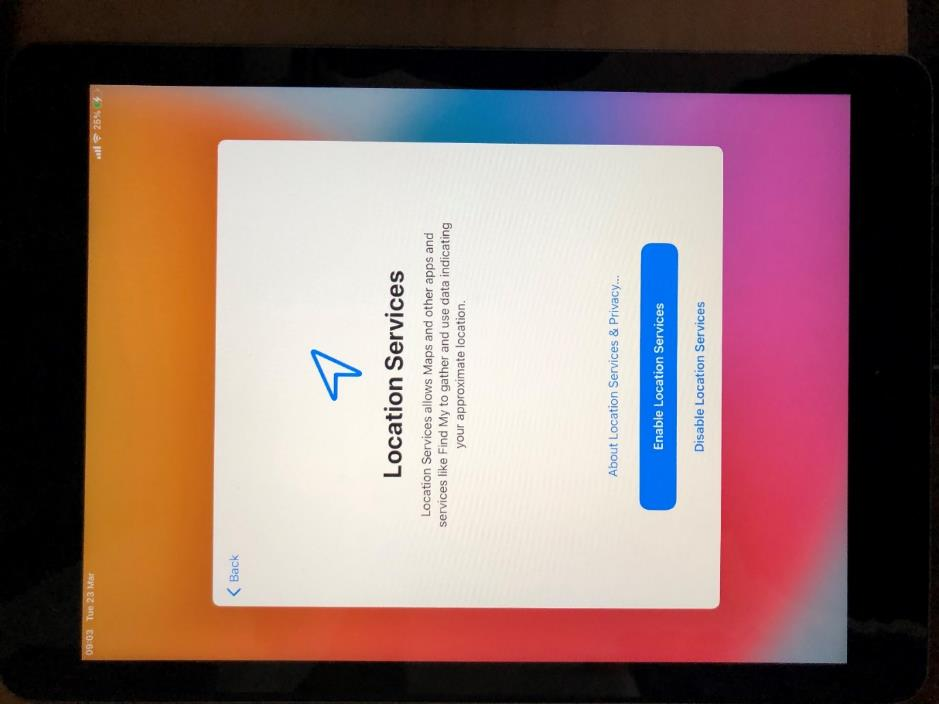 09:03 Tue 23 Mar
25%
Back
Location Services
Location Services allows Maps and other apps and
services like Find My to gather and use data indicating
your approximate location.
About Location Services & Privacy...
Enable Location Services
Disable Location Services